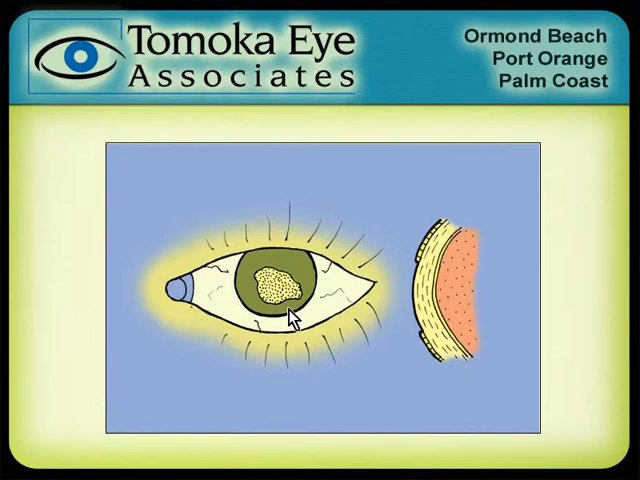 Tomoka Eye
Associates
Ormond Beach
Port Orange
Palm Coast